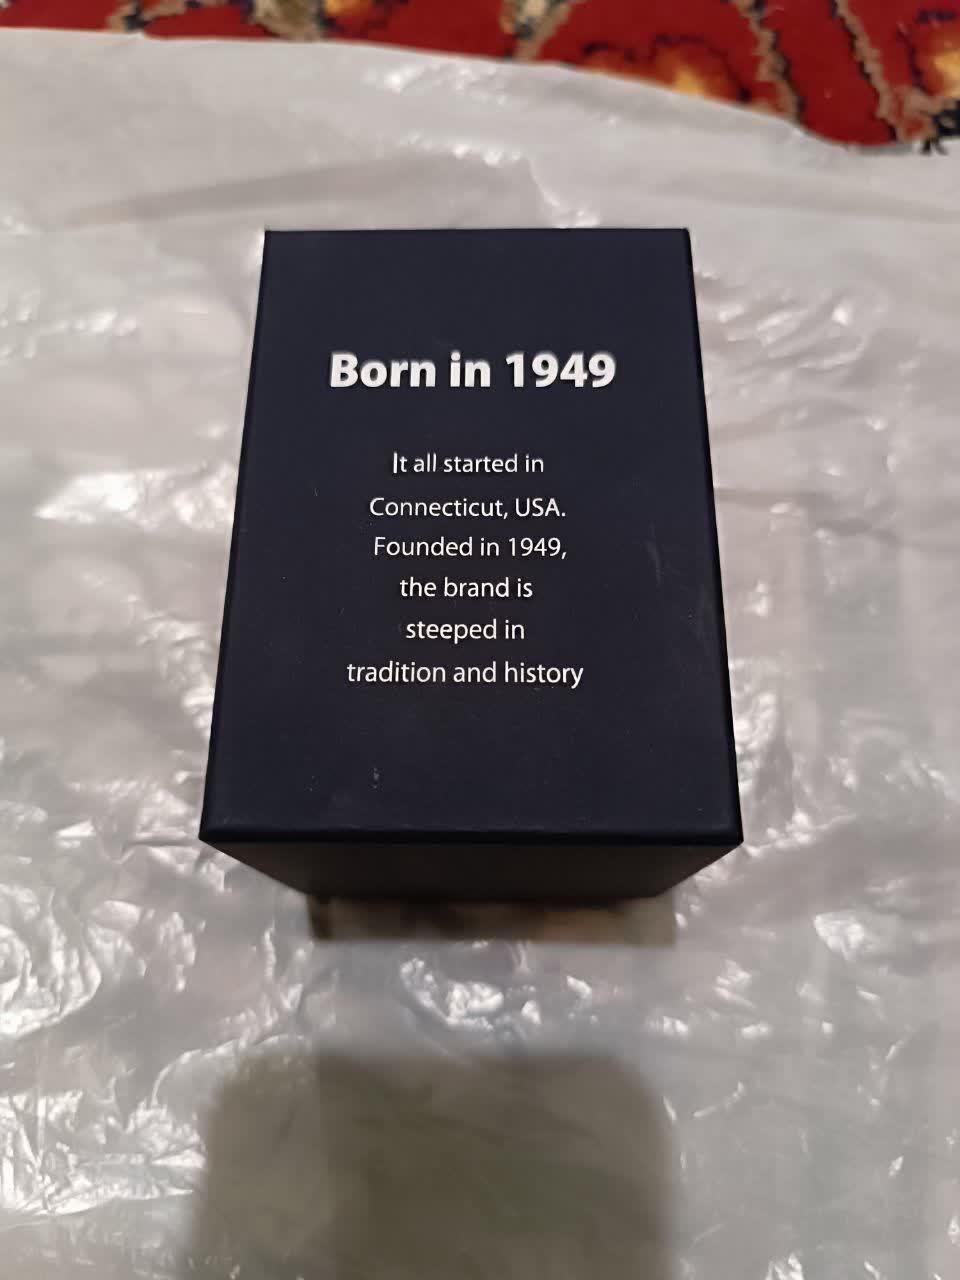 Born in 1949
It all started in
Connecticut, USA.
Founded in 1949,
the brand is
steeped in
tradition and history